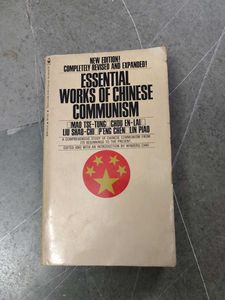 NEW EDITION!
COMPLETELY REVISED AND EXPANDED!
ESSENTIAL
WORKS OF CHINESE
COMMUNISM
MAO TSE-TUNG CHOU EN-LAI
LIU SHAO-CHI P'ENG CHEN LIN PIAO
A COMPREHENSIVE STUDY OF CHINESE COMMUNISM FROM
ITS BEGINNINGS TO THE PRESENT.
EDITED AND WITH AN INTRODUCTION BY WINBERG CHAI